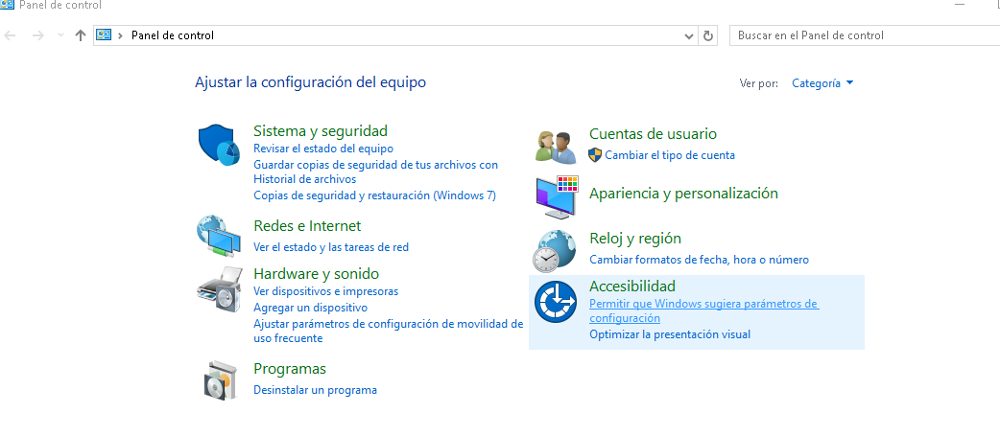 Panel de control
Panel de control
Buscar en el Panel de control
Ajustar la configuración del equipo
Ver por:
Categoría
Sistema y seguridad
Revisar el estado del equipo
Guardar copias de seguridad de tus archivos con
Historial de archivos
Copias de seguridad y restauración (Windows 7)
Redes e Internet
Ver el estado y las tareas de red
Hardware y sonido
Ver dispositivos e impresoras
Agregar un dispositivo
Ajustar parámetros de configuración de movilidad de
uso frecuente
Programas
Desinstalar un programa
Cuentas de usuario
Cambiar el tipo de cuenta
Apariencia y personalización
Reloj y región
Cambiar formatos de fecha, hora o número
Accesibilidad
Permitir que Windows sugiera parámetros de
configuración
Optimizar la presentación visual